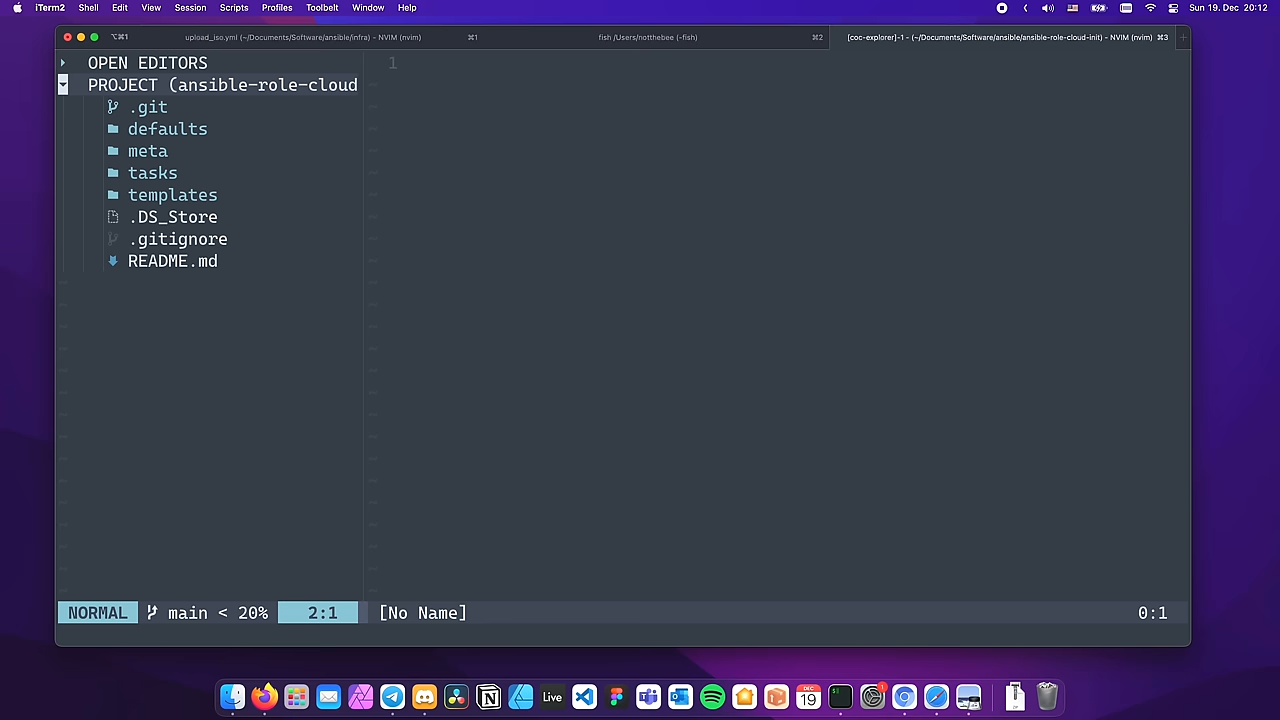 iTerm2 Shell Edit View Session Scripts Profiles Toolbelt Window Help Sun 19. Dec 20:12
⌥⌘1 upload_iso.yml (~/Documents/Software/ansible/infra) - NVIM (nvim) ⌘1 fish /Users/notthebee (-fish) ⌘2 [coc-explorer]-1 - (~/Documents/Software/ansible/ansible-role-cloud-init) - NVIM (nvim) ⌘3
OPEN EDITORS 1
PROJECT (ansible-role-cloud
.git
defaults
meta
tasks
templates
.DS_Store
.gitignore
README.md
NORMAL main < 20% 2:1 [No Name] 0:1
Live DEC
19